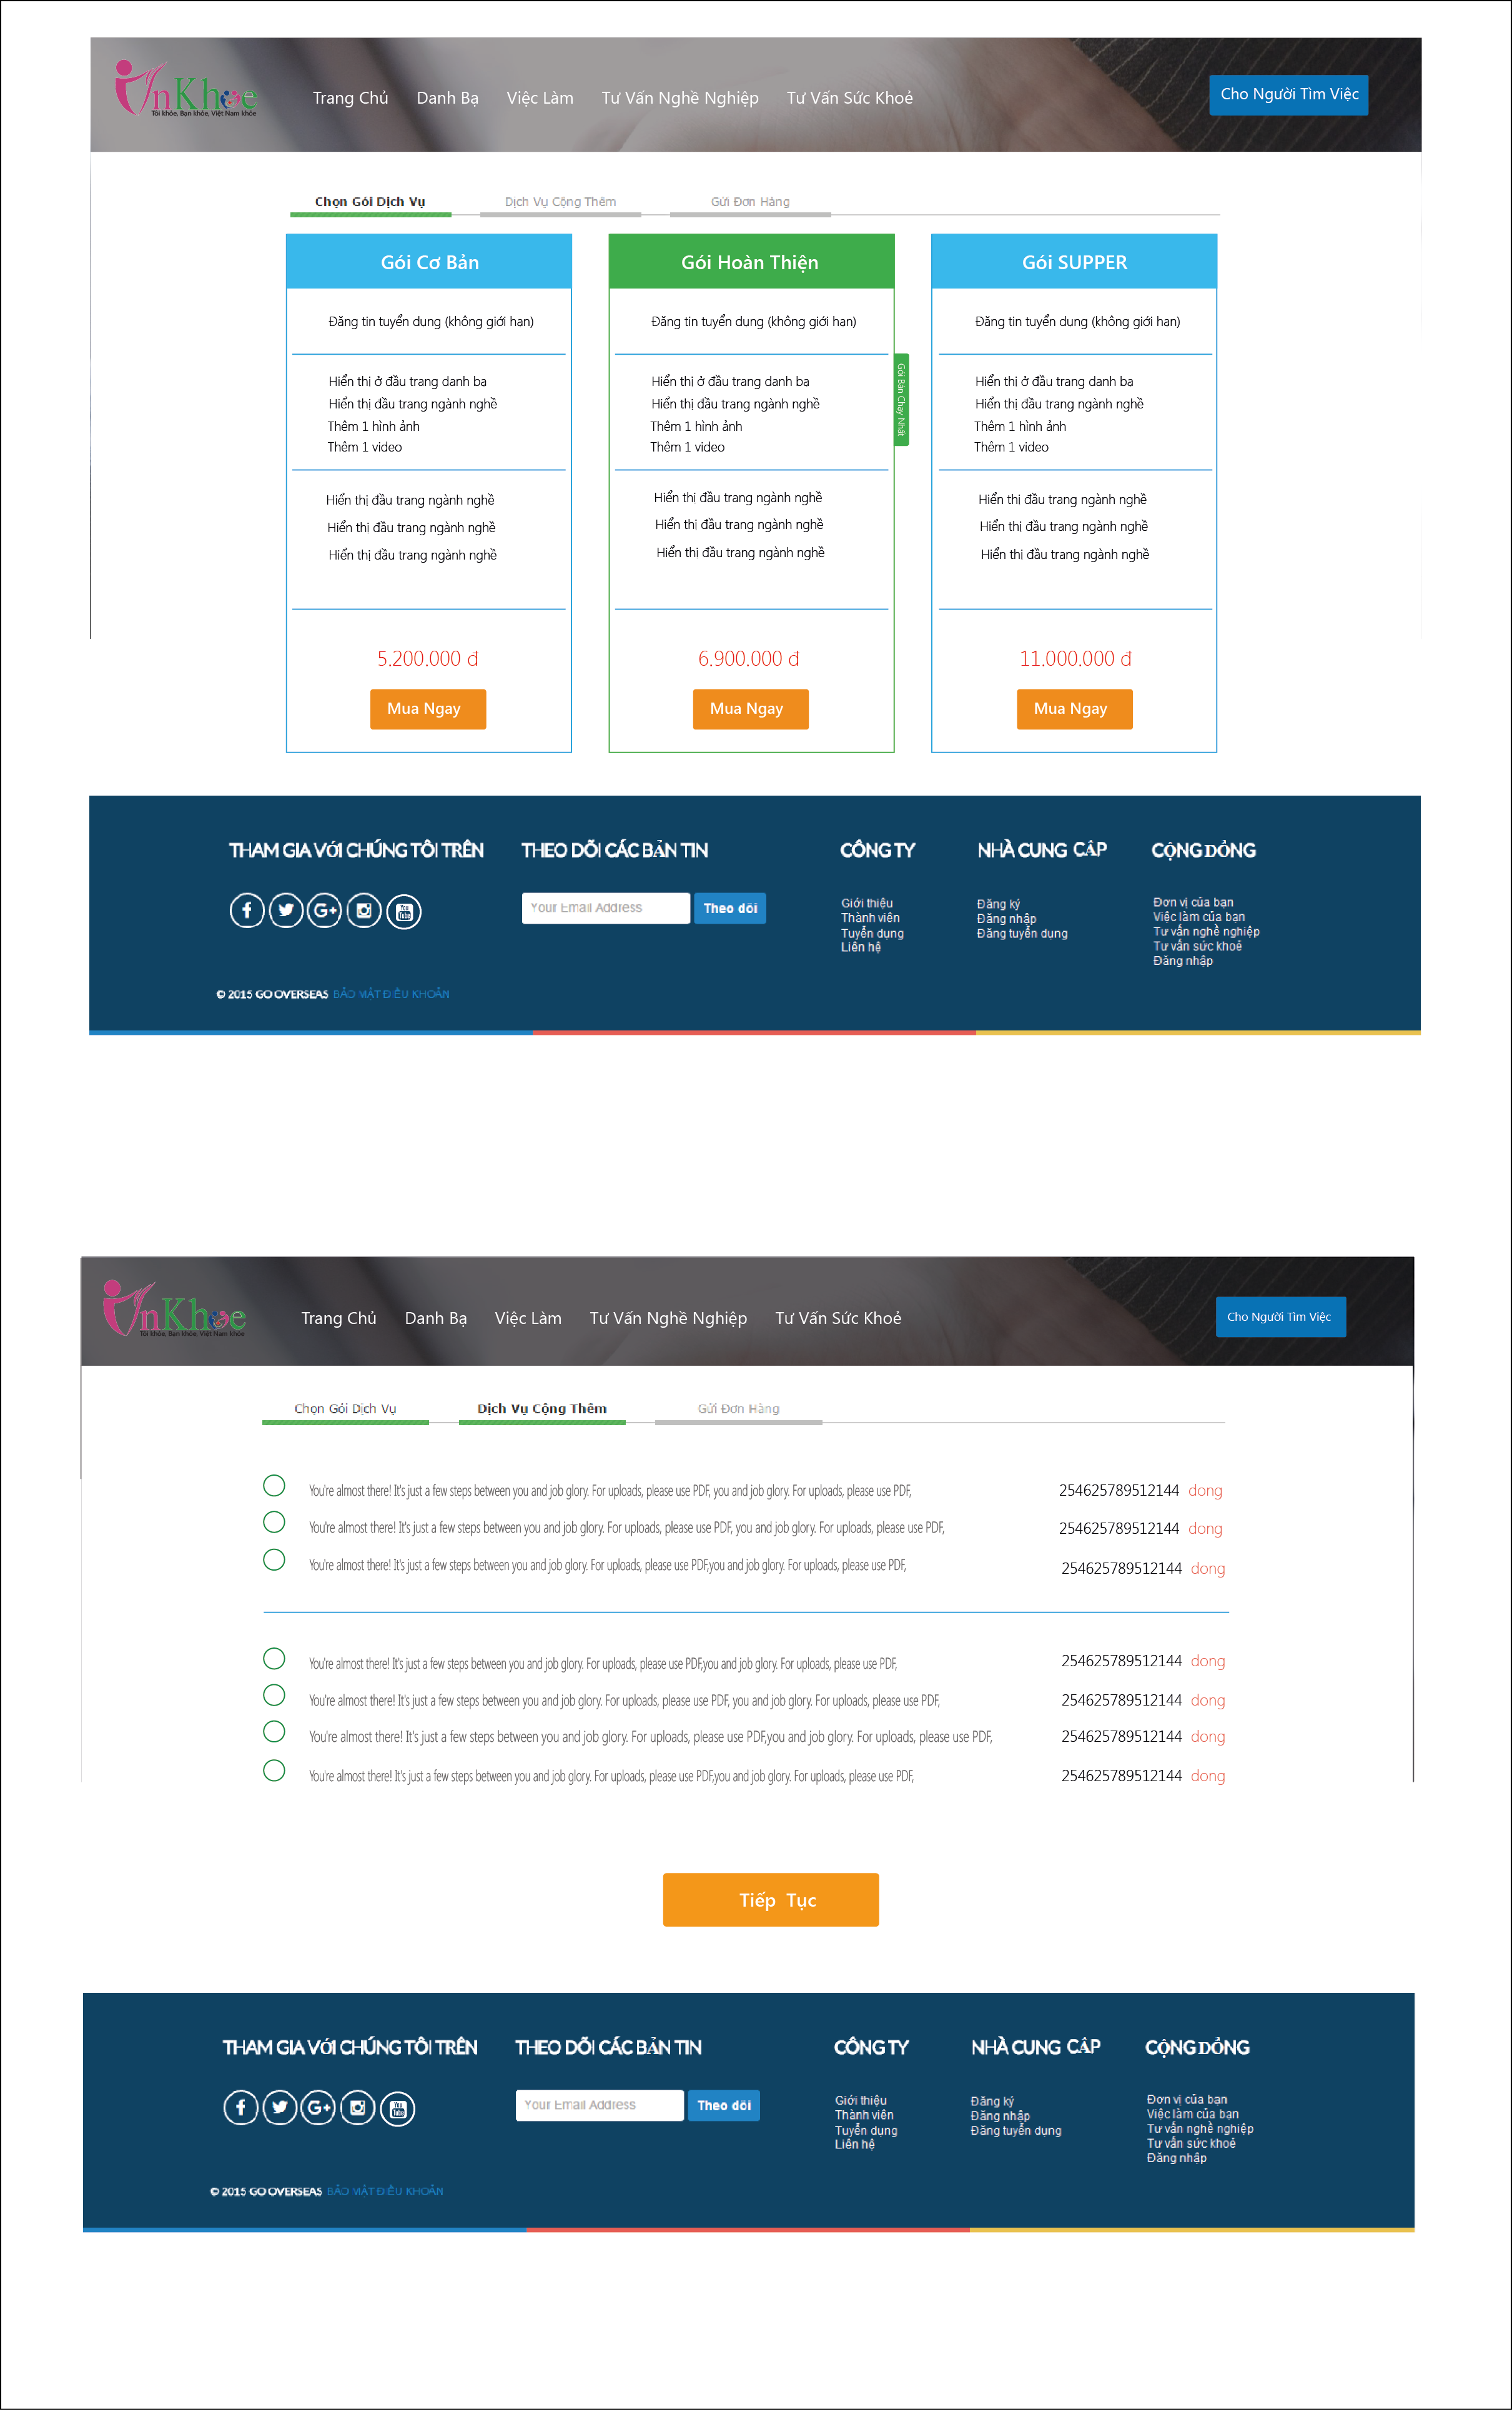 VinKhoe
Tôi khỏe, Bạn khỏe, Việt Nam khỏe
Trang Chủ Danh Bạ Việc Làm Tư Vấn Nghề Nghiệp Tư Vấn Sức Khoẻ
Cho Người Tìm Việc
Chọn Gói Dịch Vụ Dịch Vụ Cộng Thêm Gửi Đơn Hàng
Gói Cơ Bản
Đăng tin tuyển dụng (không giới hạn)
Hiển thị ở đầu trang danh bạ
Hiển thị đầu trang ngành nghề
Thêm 1 hình ảnh
Thêm 1 video
Hiển thị đầu trang ngành nghề
Hiển thị đầu trang ngành nghề
Hiển thị đầu trang ngành nghề
5.200.000 đ
Mua Ngay
Gói Hoàn Thiện
Đăng tin tuyển dụng (không giới hạn)
Hiển thị ở đầu trang danh bạ
Hiển thị đầu trang ngành nghề
Thêm 1 hình ảnh
Thêm 1 video
Hiển thị đầu trang ngành nghề
Hiển thị đầu trang ngành nghề
Hiển thị đầu trang ngành nghề
6.900.000 đ
Mua Ngay
Gói Bán Chạy Nhất
Gói SUPPER
Đăng tin tuyển dụng (không giới hạn)
Hiển thị ở đầu trang danh bạ
Hiển thị đầu trang ngành nghề
Thêm 1 hình ảnh
Thêm 1 video
Hiển thị đầu trang ngành nghề
Hiển thị đầu trang ngành nghề
Hiển thị đầu trang ngành nghề
11.000.000 đ
Mua Ngay
THAM GIA VỚI CHÚNG TÔI TRÊN
You Tube
THEO DÕI CÁC BẢN TIN
Your Email Address
Theo dõi
CÔNG TY
Giới thiệu
Thành viên
Tuyển dụng
Liên hệ
NHÀ CUNG CẤP
Đăng ký
Đăng nhập
Đăng tuyển dụng
CỘNG ĐỒNG
Đơn vị của bạn
Việc làm của bạn
Tư vấn nghề nghiệp
Tư vấn sức khoẻ
Đăng nhập
© 2015 GO OVERSEAS BẢO MẬT ĐIỀU KHOẢN
VinKhoe
Tôi khỏe, Bạn khỏe, Việt Nam khỏe
Trang Chủ Danh Bạ Việc Làm Tư Vấn Nghề Nghiệp Tư Vấn Sức Khoẻ
Cho Người Tìm Việc
Chọn Gói Dịch Vụ Dịch Vụ Cộng Thêm Gửi Đơn Hàng
You're almost there! It's just a few steps between you and job glory. For uploads, please use PDF, you and job glory. For uploads, please use PDF, 254625789512144 dong
You're almost there! It's just a few steps between you and job glory. For uploads, please use PDF, you and job glory. For uploads, please use PDF, 254625789512144 dong
You're almost there! It's just a few steps between you and job glory. For uploads, please use PDF,you and job glory. For uploads, please use PDF, 254625789512144 dong
You're almost there! It's just a few steps between you and job glory. For uploads, please use PDF,you and job glory. For uploads, please use PDF, 254625789512144 dong
You're almost there! It's just a few steps between you and job glory. For uploads, please use PDF, you and job glory. For uploads, please use PDF, 254625789512144 dong
You're almost there! It's just a few steps between you and job glory. For uploads, please use PDF,you and job glory. For uploads, please use PDF, 254625789512144 dong
You're almost there! It's just a few steps between you and job glory. For uploads, please use PDF,you and job glory. For uploads, please use PDF, 254625789512144 dong
Tiếp Tục
THAM GIA VỚI CHÚNG TÔI TRÊN
You Tube
THEO DÕI CÁC BẢN TIN
Your Email Address
Theo dõi
CÔNG TY
Giới thiệu
Thành viên
Tuyển dụng
Liên hệ
NHÀ CUNG CẤP
Đăng ký
Đăng nhập
Đăng tuyển dụng
CỘNG ĐỒNG
Đơn vị của bạn
Việc làm của bạn
Tư vấn nghề nghiệp
Tư vấn sức khoẻ
Đăng nhập
© 2015 GO OVERSEAS BẢO MẬT ĐIỀU KHOẢN